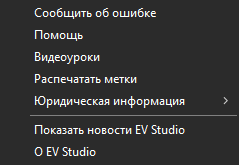 Сообщить об ошибке
Помощь
Видеоуроки
Распечатать метки
Юридическая информация
Показать новости EV Studio
О EV Studio